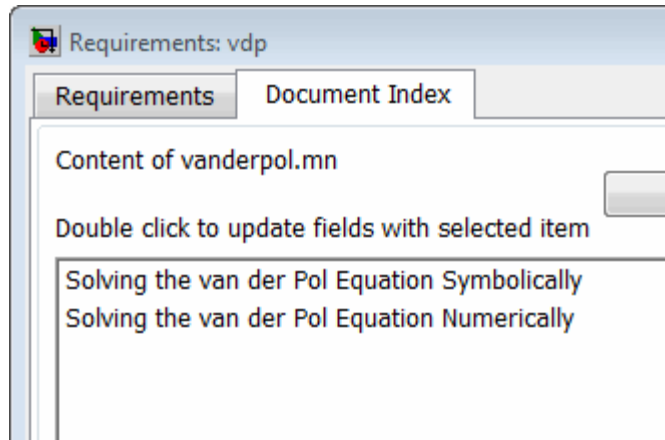 Requirements: vdp
Requirements Document Index
Content of vanderpol.mn
Double click to update fields with selected item
Solving the van der Pol Equation Symbolically
Solving the van der Pol Equation Numerically